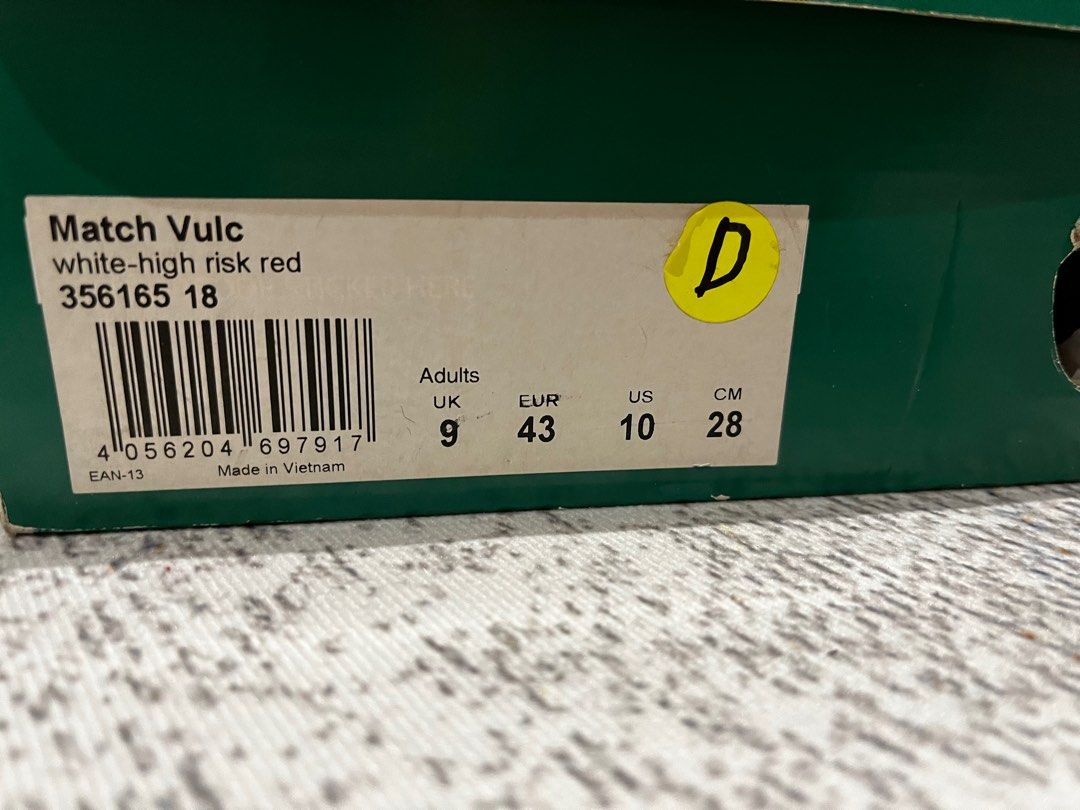 Match Vulc
white-high risk red
356165 18
D
4 056204 697917
EAN-13
Made in Vietnam
Adults
UK EUR US CM
9 43 10 28